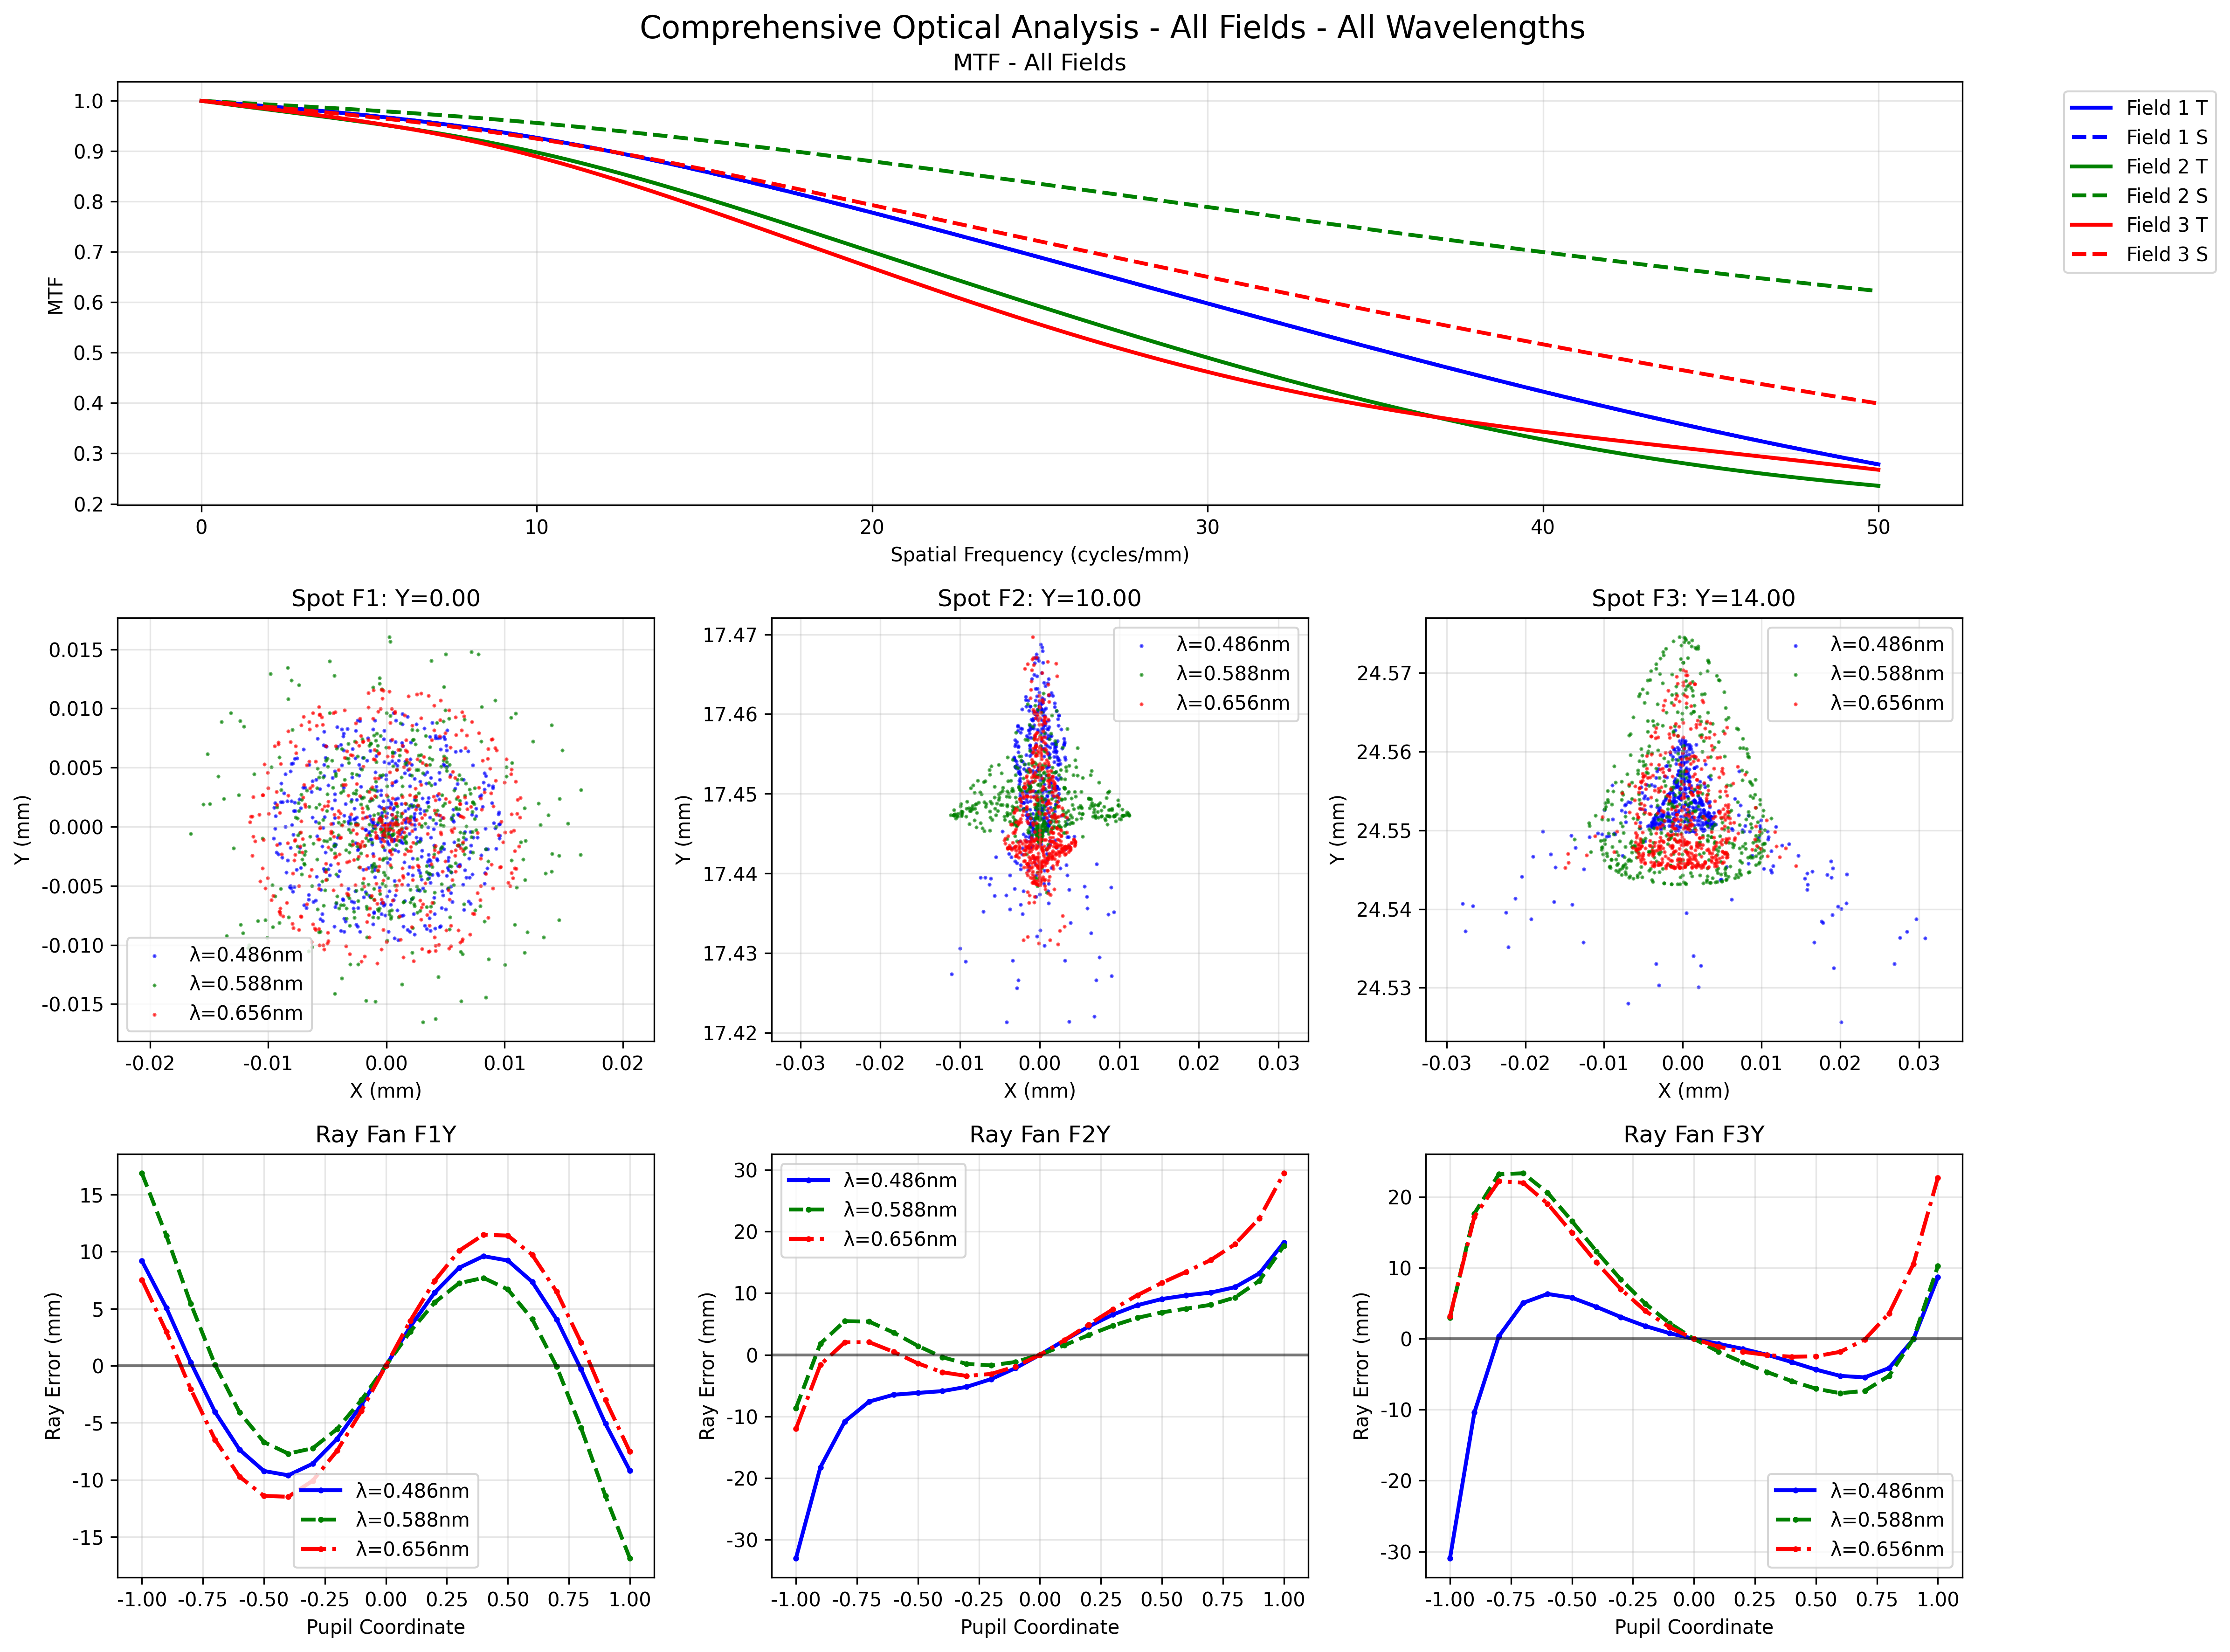 Comprehensive Optical Analysis - All Fields - All Wavelengths
MTF - All Fields
1.0
0.9
0.8
0.7
0.6
0.5
0.4
0.3
0.2
MTF
0 10 20 30 40 50
Spatial Frequency (cycles/mm)
Field 1 T
Field 1 S
Field 2 T
Field 2 S
Field 3 T
Field 3 S
Spot F1: Y=0.00
0.015
0.010
0.005
0.000
-0.005
-0.010
-0.015
Y (mm)
λ=0.486nm
λ=0.588nm
λ=0.656nm
-0.02 -0.01 0.00 0.01 0.02
X (mm)
Spot F2: Y=10.00
17.47
17.46
17.45
17.44
17.43
17.42
Y (mm)
λ=0.486nm
λ=0.588nm
λ=0.656nm
-0.03 -0.02 -0.01 0.00 0.01 0.02 0.03
X (mm)
Spot F3: Y=14.00
24.57
24.56
24.55
24.54
24.53
Y (mm)
λ=0.486nm
λ=0.588nm
λ=0.656nm
-0.03 -0.02 -0.01 0.00 0.01 0.02 0.03
X (mm)
Ray Fan F1Y
15
10
5
0
-5
-10
-15
Ray Error (mm)
λ=0.486nm
λ=0.588nm
λ=0.656nm
-1.00 -0.75 -0.50 -0.25 0.00 0.25 0.50 0.75 1.00
Pupil Coordinate
Ray Fan F2Y
30
20
10
0
-10
-20
-30
Ray Error (mm)
λ=0.486nm
λ=0.588nm
λ=0.656nm
-1.00 -0.75 -0.50 -0.25 0.00 0.25 0.50 0.75 1.00
Pupil Coordinate
Ray Fan F3Y
20
10
0
-10
-20
-30
Ray Error (mm)
λ=0.486nm
λ=0.588nm
λ=0.656nm
-1.00 -0.75 -0.50 -0.25 0.00 0.25 0.50 0.75 1.00
Pupil Coordinate